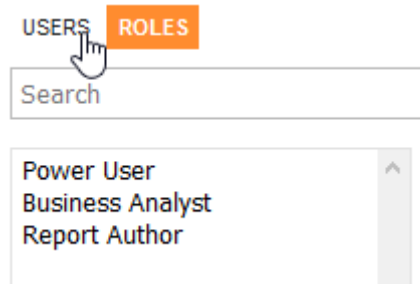 USERS ROLES
Search
Power User
Business Analyst
Report Author